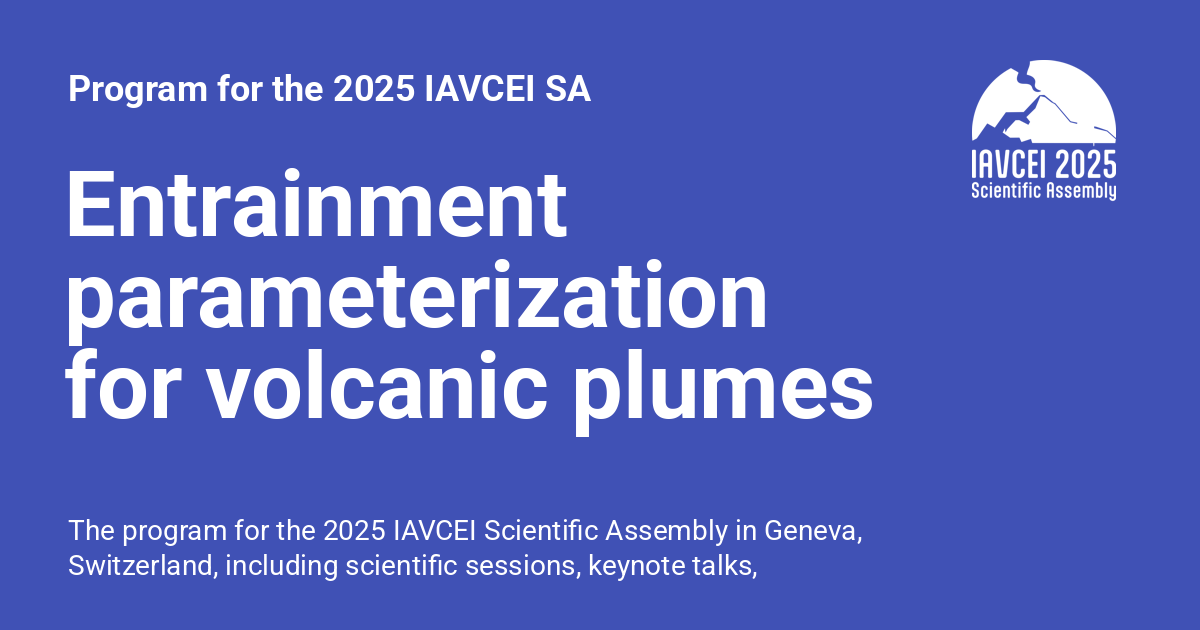 Program for the 2025 IAVCEI SA
IAVCEI 2025
Scientific Assembly
Entrainment
parameterization
for volcanic plumes
The program for the 2025 IAVCEI Scientific Assembly in Geneva,
Switzerland, including scientific sessions, keynote talks,